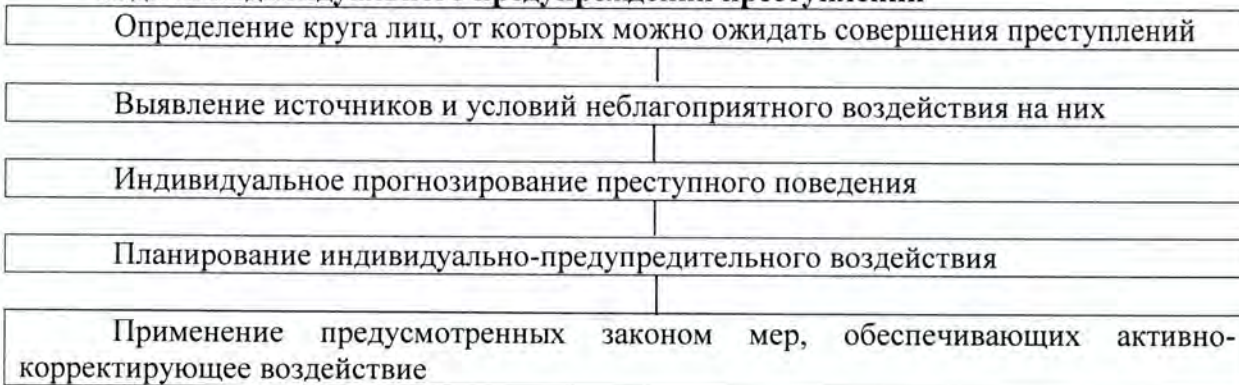 Определение круга лиц, от которых можно ожидать совершения преступлений
Выявление источников и условий неблагоприятного воздействия на них
Индивидуальное прогнозирование преступного поведения
Планирование индивидуально-предупредительного воздействия
Применение предусмотренных законом мер, обеспечивающих активно-
корректирующее воздействие